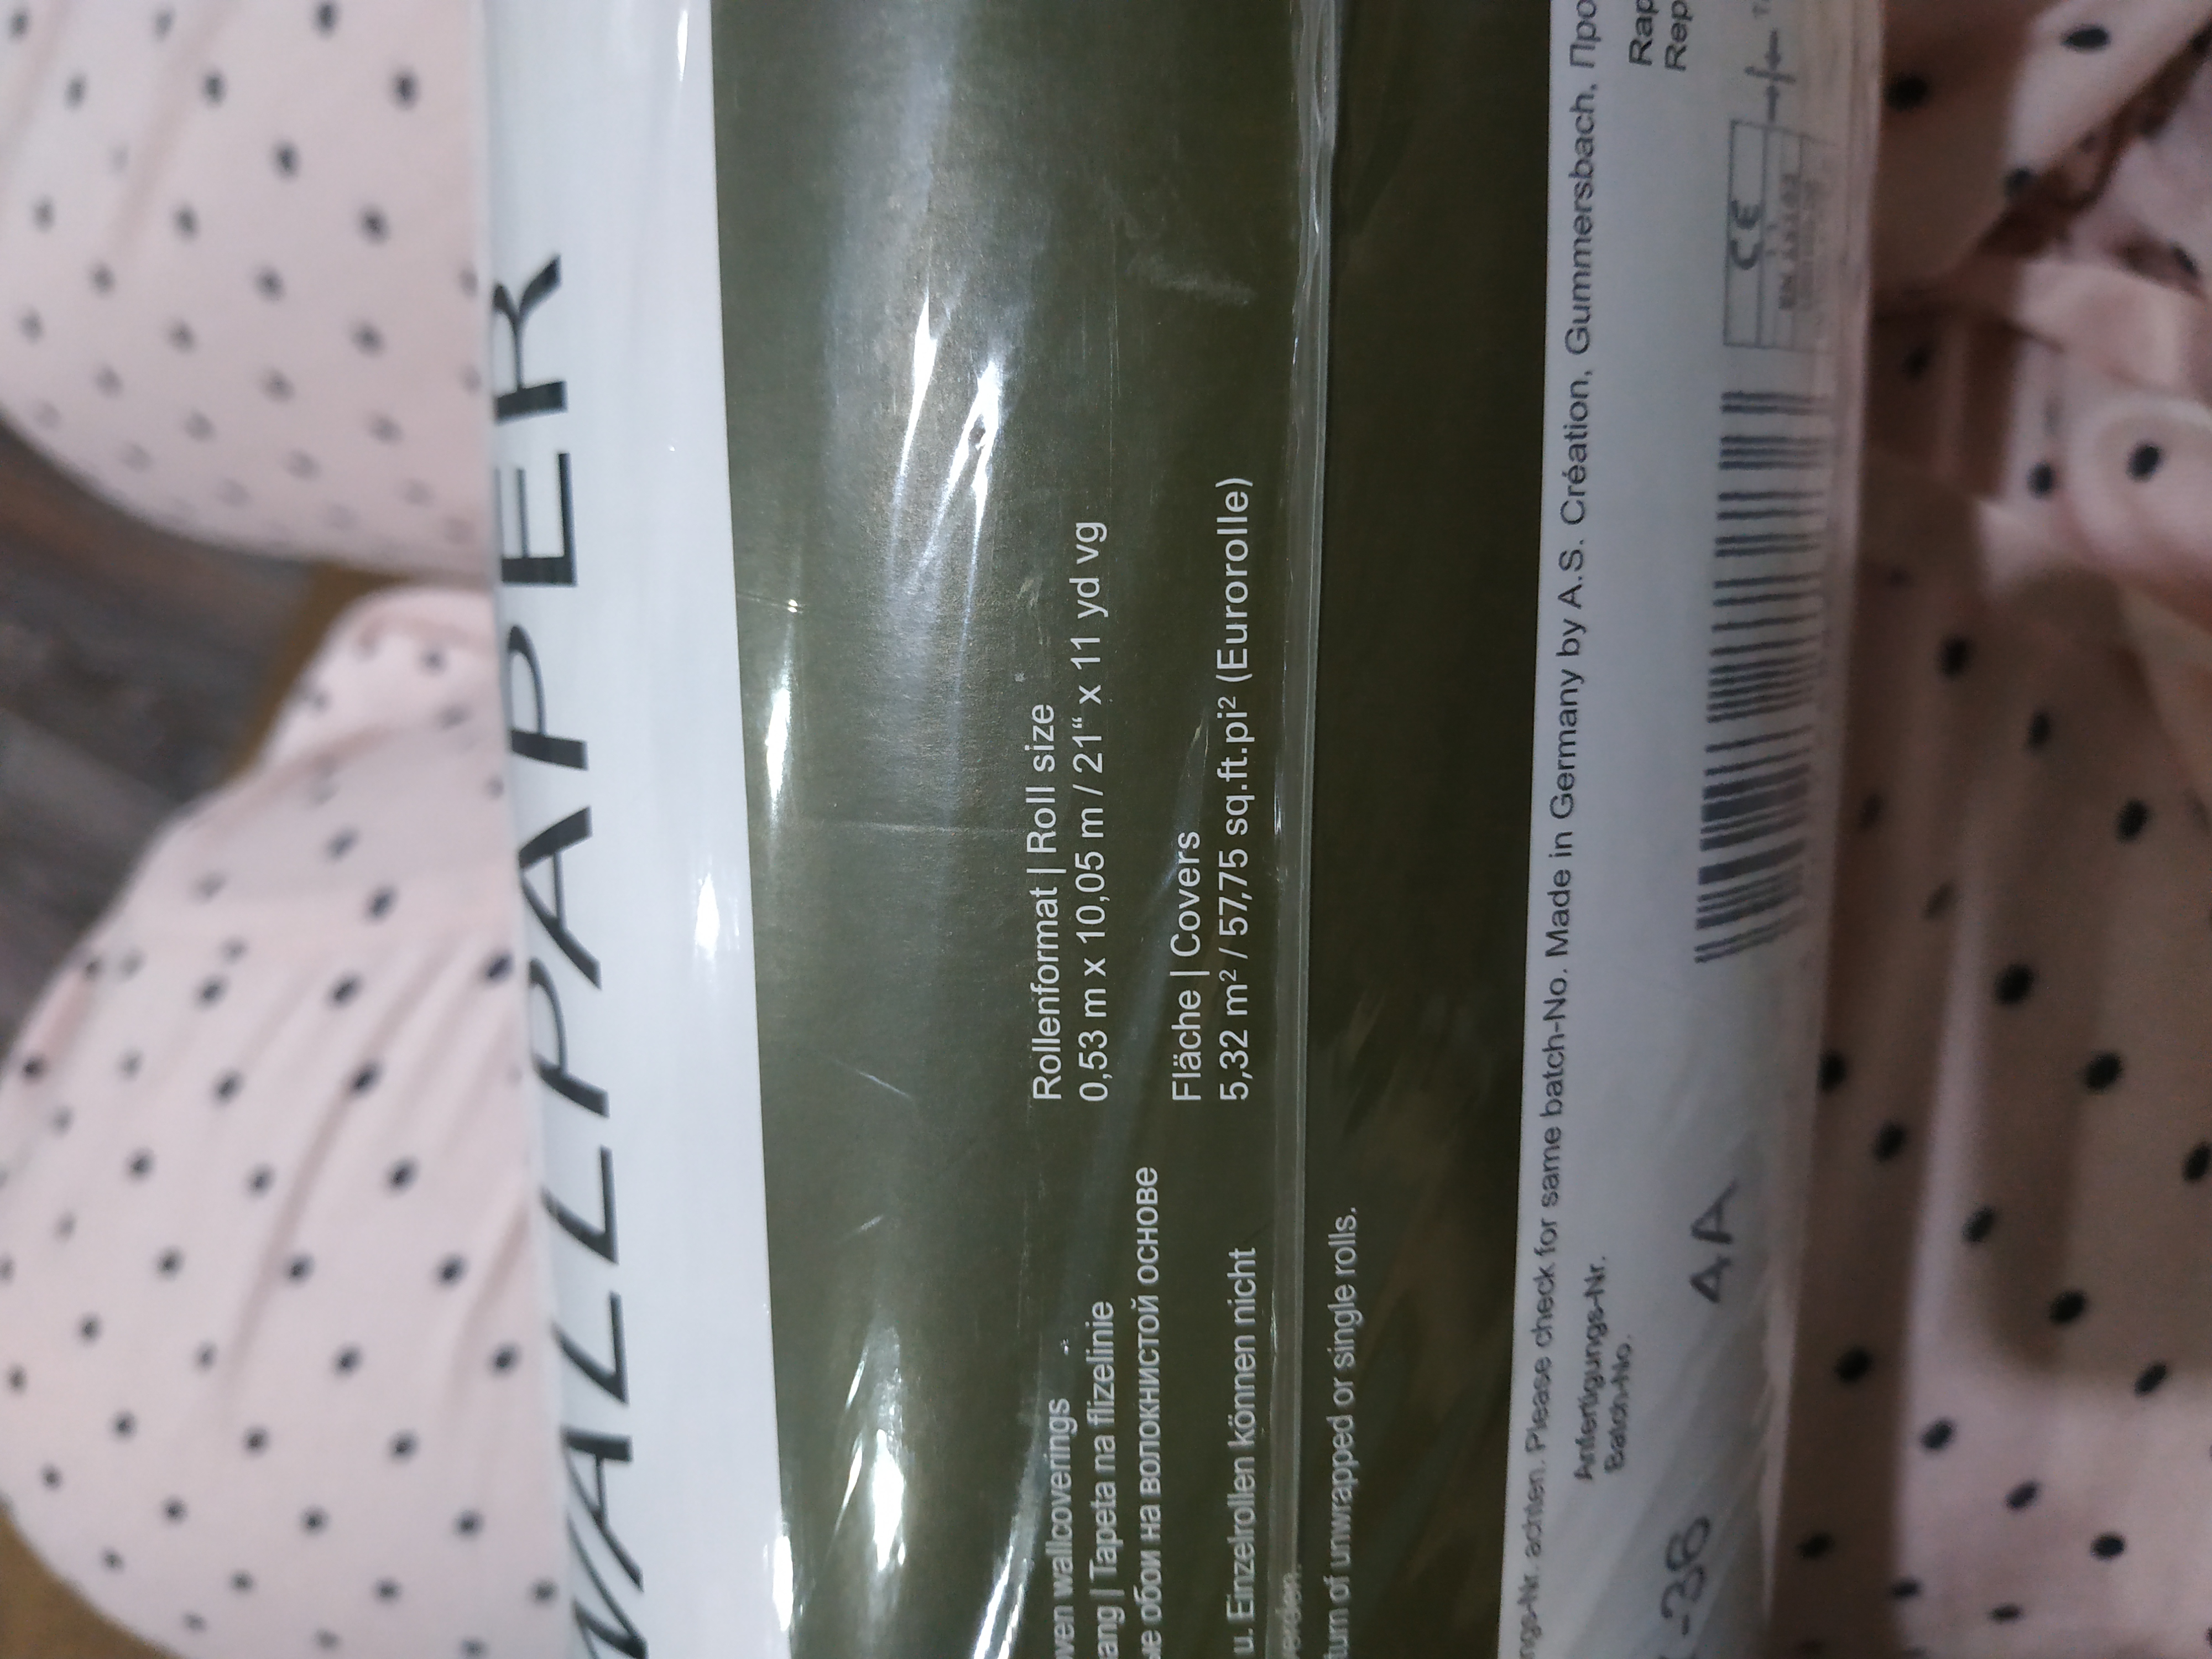 WALLPAPER
Rollenformat | Roll size
0,53 m x 10,05 m / 21“ x 11 yd vg
Fläche | Covers
5,32 m² / 57,75 sq.ft.pi² (Eurorolle)
wallcoverings
| Tapeta na flizelinie
обои на волокнистой основе
u. Einzelrollen können nicht
of unwrapped or single rolls.
achten. Please check for same batch-No. Made in Germany by A.S. Création, Gummersbach.
Anfertigungs-Nr.
Batch-No.
-36 4A
CE